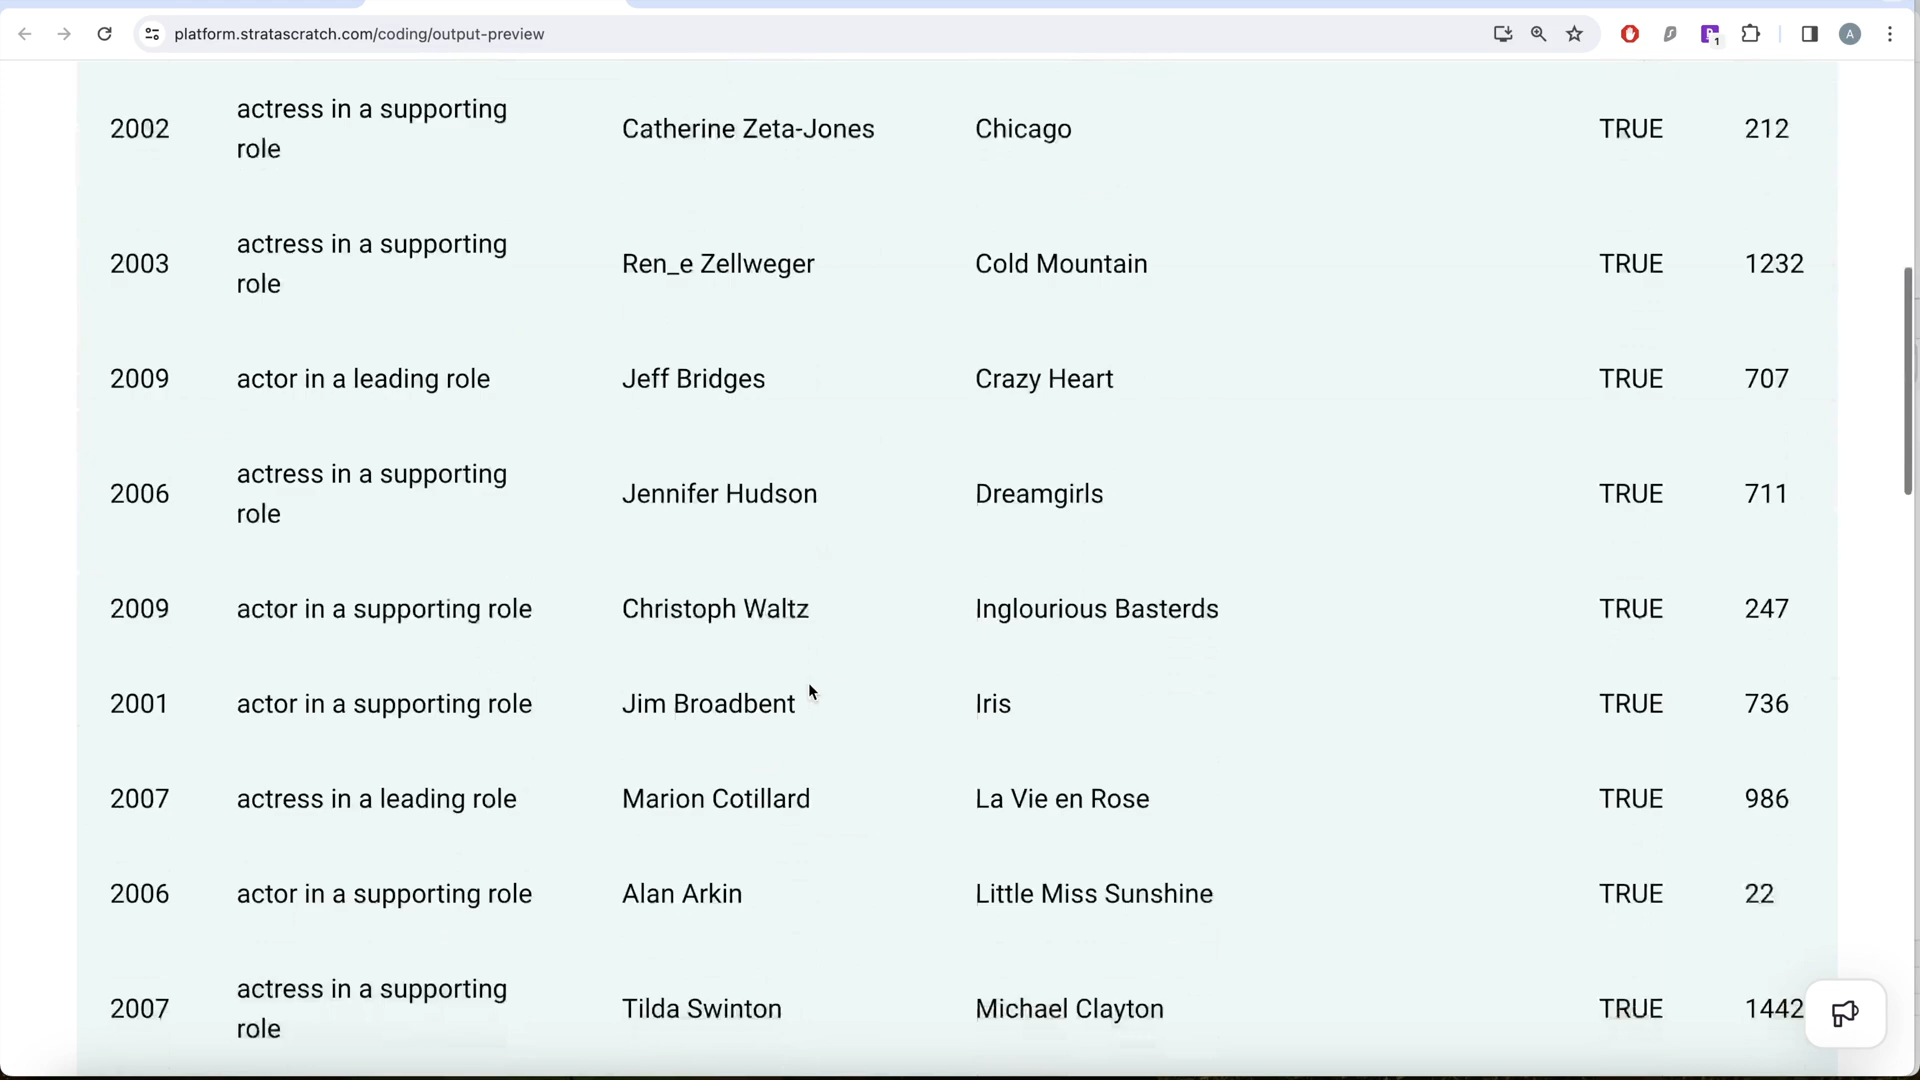 platform.stratascratch.com/coding/output-preview
1
A
2002 actress in a supporting role Catherine Zeta-Jones Chicago TRUE 212
2003 actress in a supporting role Ren_e Zellweger Cold Mountain TRUE 1232
2009 actor in a leading role Jeff Bridges Crazy Heart TRUE 707
2006 actress in a supporting role Jennifer Hudson Dreamgirls TRUE 711
2009 actor in a supporting role Christoph Waltz Inglourious Basterds TRUE 247
2001 actor in a supporting role Jim Broadbent Iris TRUE 736
2007 actress in a leading role Marion Cotillard La Vie en Rose TRUE 986
2006 actor in a supporting role Alan Arkin Little Miss Sunshine TRUE 22
2007 actress in a supporting role Tilda Swinton Michael Clayton TRUE 1442